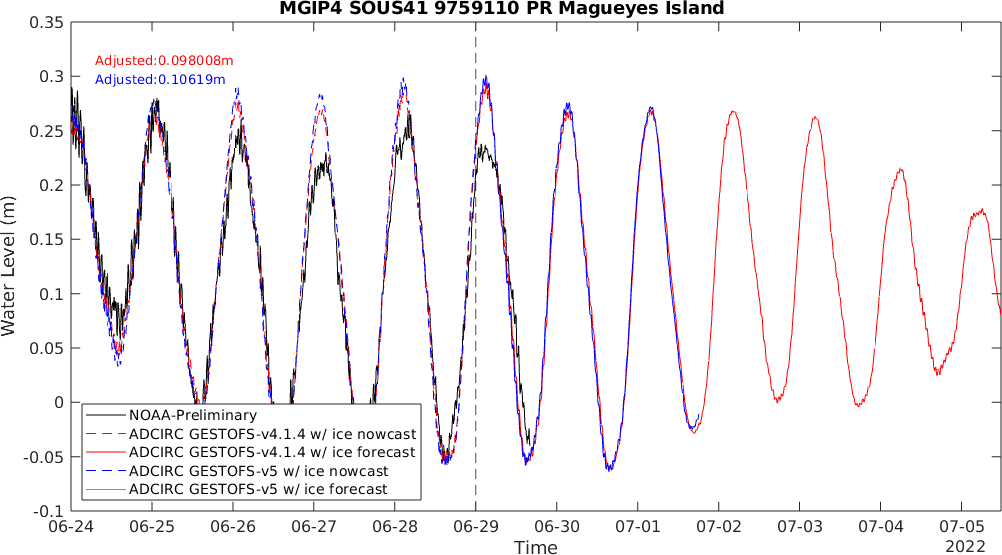 MGIP4 SOUS41 9759110 PR Magueyes Island
0.35
0.3
0.25
0.2
0.15
0.1
0.05
0
-0.05
-0.1
Water Level (m)
Adjusted:0.098008m
Adjusted:0.10619m
NOAA-Preliminary
ADCIRC GESTOFS-v4.1.4 w/ ice nowcast
ADCIRC GESTOFS-v4.1.4 w/ ice forecast
ADCIRC GESTOFS-v5 w/ ice nowcast
ADCIRC GESTOFS-v5 w/ ice forecast
06-24 06-25 06-26 06-27 06-28 06-29 06-30 07-01 07-02 07-03 07-04 07-05
Time
2022